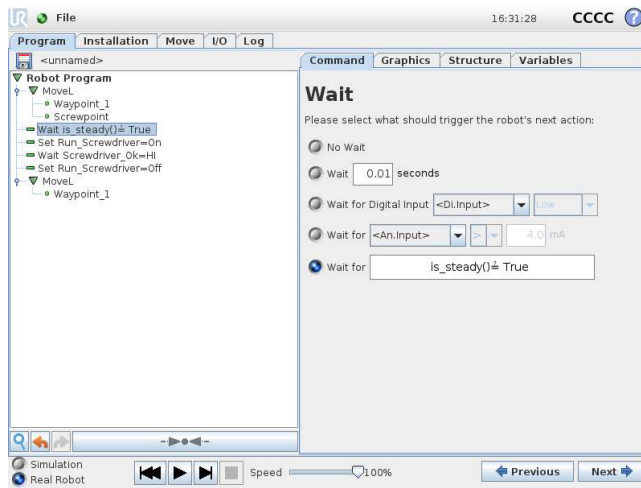 UR File 16:31:28 CCCC ?
Program Installation Move I/O Log
<unnamed>
Command Graphics Structure Variables
Robot Program
MoveL
Waypoint_1
Screwpoint
Wait is_steady()≟ True
Set Run_Screwdriver=On
Wait Screwdriver_Ok=HI
Set Run_Screwdriver=Off
MoveL
Waypoint_1
Wait
Please select what should trigger the robot's next action:
No Wait
Wait 0.01 seconds
Wait for Digital Input <Di.Input> Low
Wait for <An.Input> > 4.0 mA
Wait for is_steady()≟ True
Simulation
Real Robot
Speed 100%
Previous Next